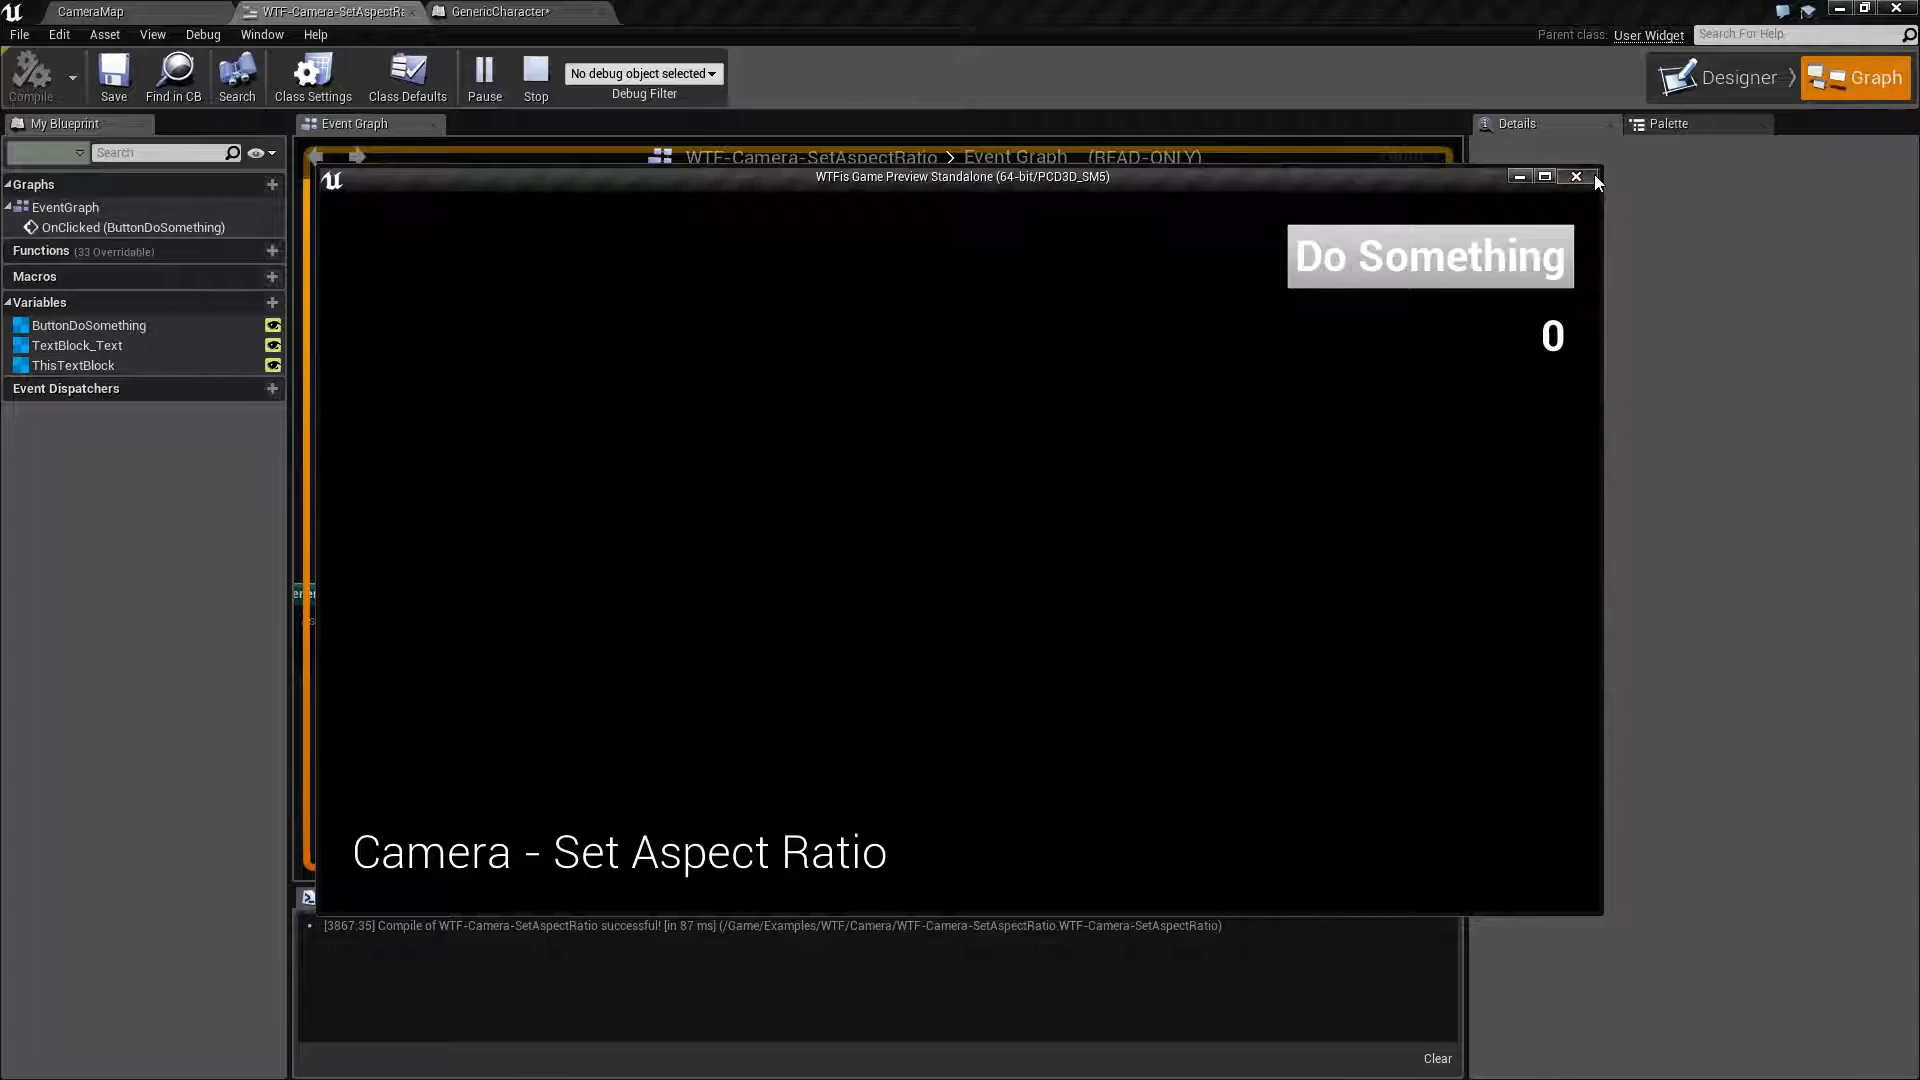 CameraMap
WTF-Camera-SetAspectRa
GenericCharacter*
File Edit Asset View Debug Window Help
Parent class: User Widget
Search For Help
Compile
Save
Find in CB
Search
Class Settings
Class Defaults
Pause
Stop
No debug object selected
Debug Filter
Designer
Graph
My Blueprint
Event Graph
Details
Palette
Search
WTF-Camera-SetAspectRatio > Event Graph (READ-ONLY)
WTFis Game Preview Standalone (64-bit/PCD3D_SM5)
Graphs
EventGraph
OnClicked (ButtonDoSomething)
Functions (33 Overridable)
Macros
Variables
ButtonDoSomething
TextBlock_Text
ThisTextBlock
Event Dispatchers
Do Something
0
Camera - Set Aspect Ratio
[3867.35] Compile of WTF-Camera-SetAspectRatio successful! [in 87 ms] (/Game/Examples/WTF/Camera/WTF-Camera-SetAspectRatio.WTF-Camera-SetAspectRatio)
Clear